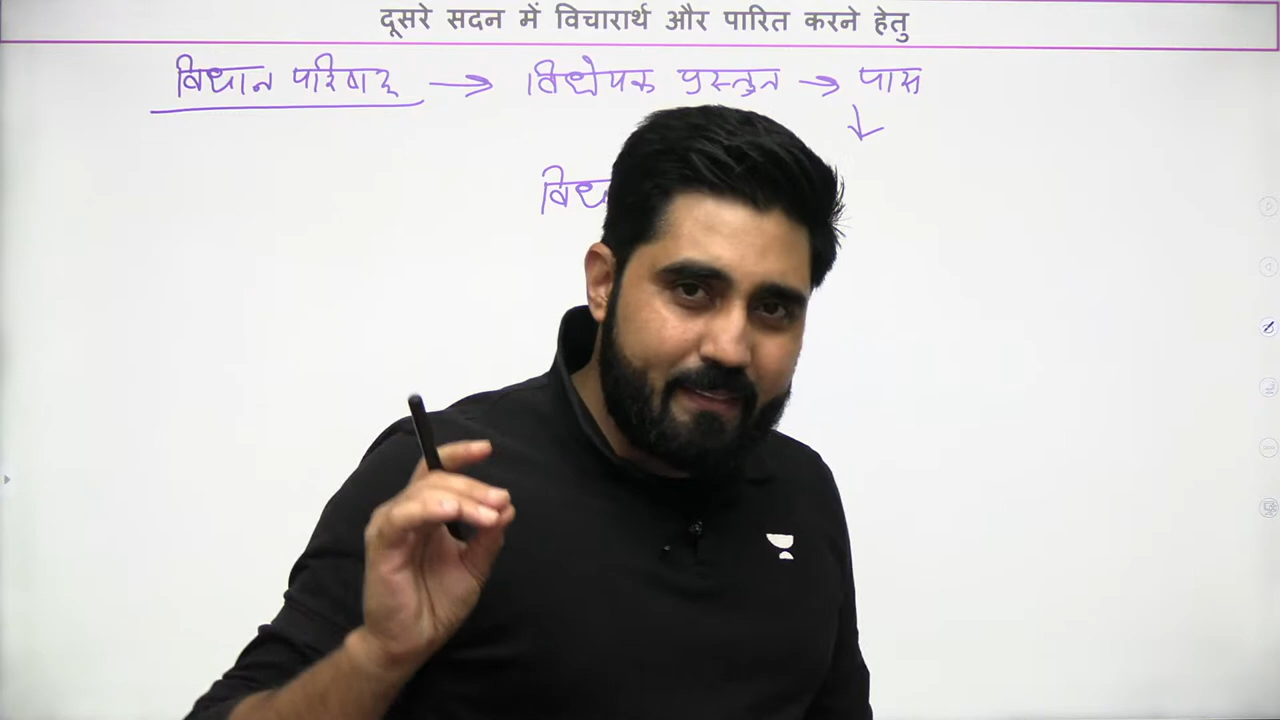 दूसरे सदन में विचारार्थ और पारित करने हेतु
विधान परिषद → विधेयक प्रस्तुत → पास
↓
विधा